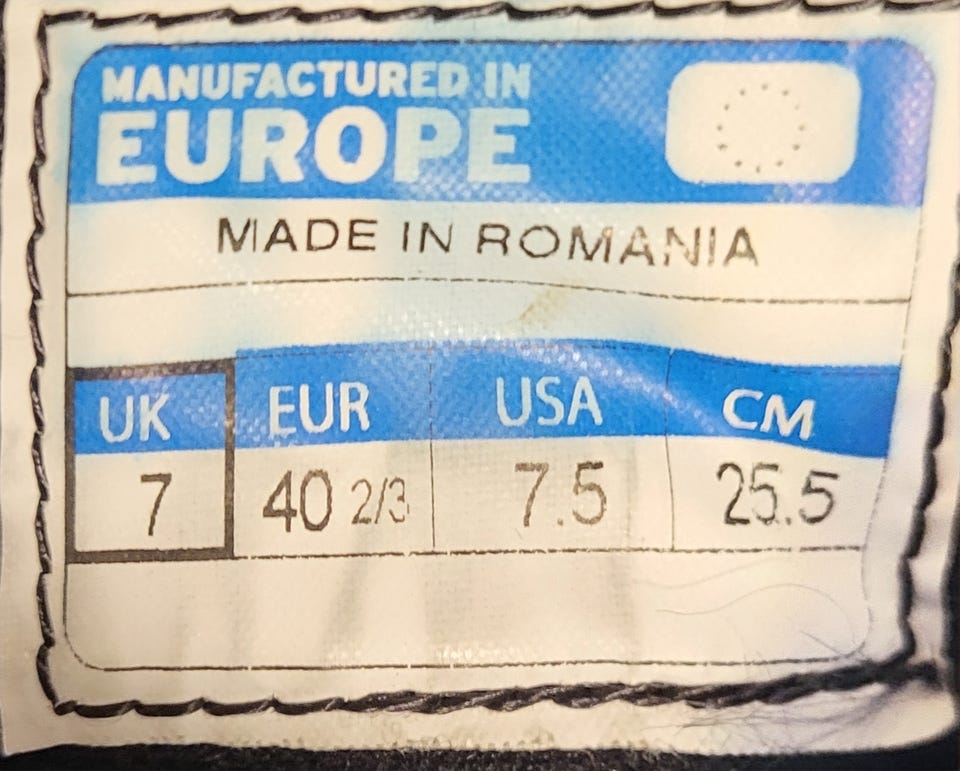 MANUFACTURED IN
EUROPE
MADE IN ROMANIA
UK EUR USA CM
7 40 2/3 7.5 25.5